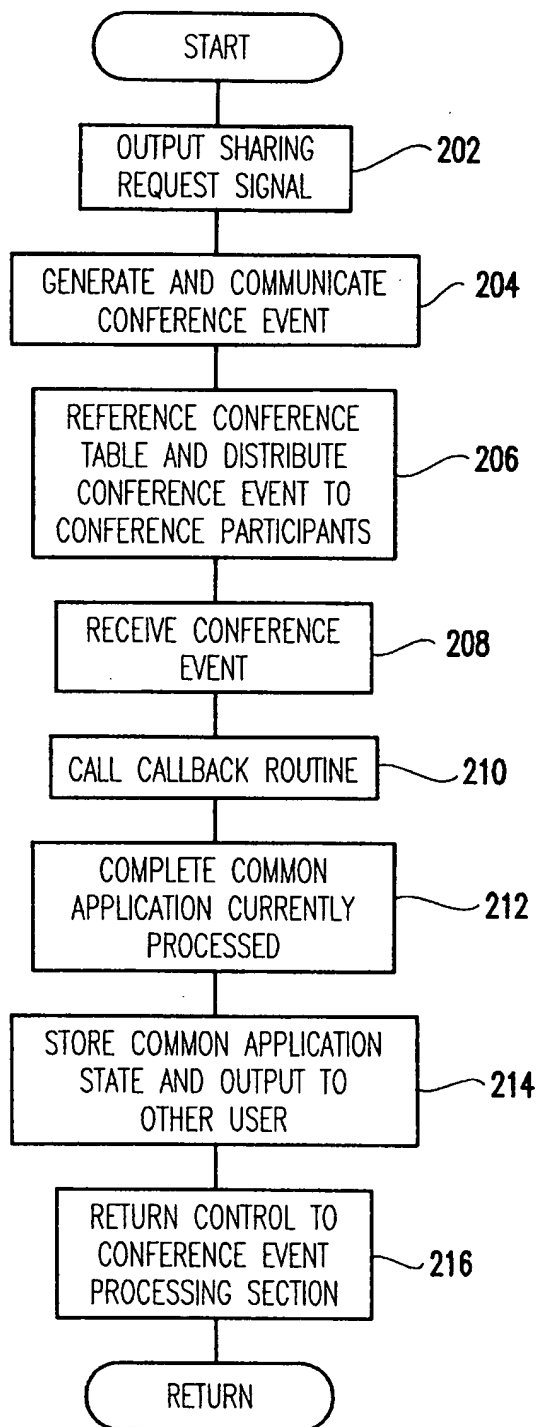 START
OUTPUT SHARING
REQUEST SIGNAL
202
GENERATE AND COMMUNICATE
CONFERENCE EVENT
204
REFERENCE CONFERENCE
TABLE AND DISTRIBUTE
CONFERENCE EVENT TO
CONFERENCE PARTICIPANTS
206
RECEIVE CONFERENCE
EVENT
208
CALL CALLBACK ROUTINE
210
COMPLETE COMMON
APPLICATION CURRENTLY
PROCESSED
212
STORE COMMON APPLICATION
STATE AND OUTPUT TO
OTHER USER
214
RETURN CONTROL TO
CONFERENCE EVENT
PROCESSING SECTION
216
RETURN